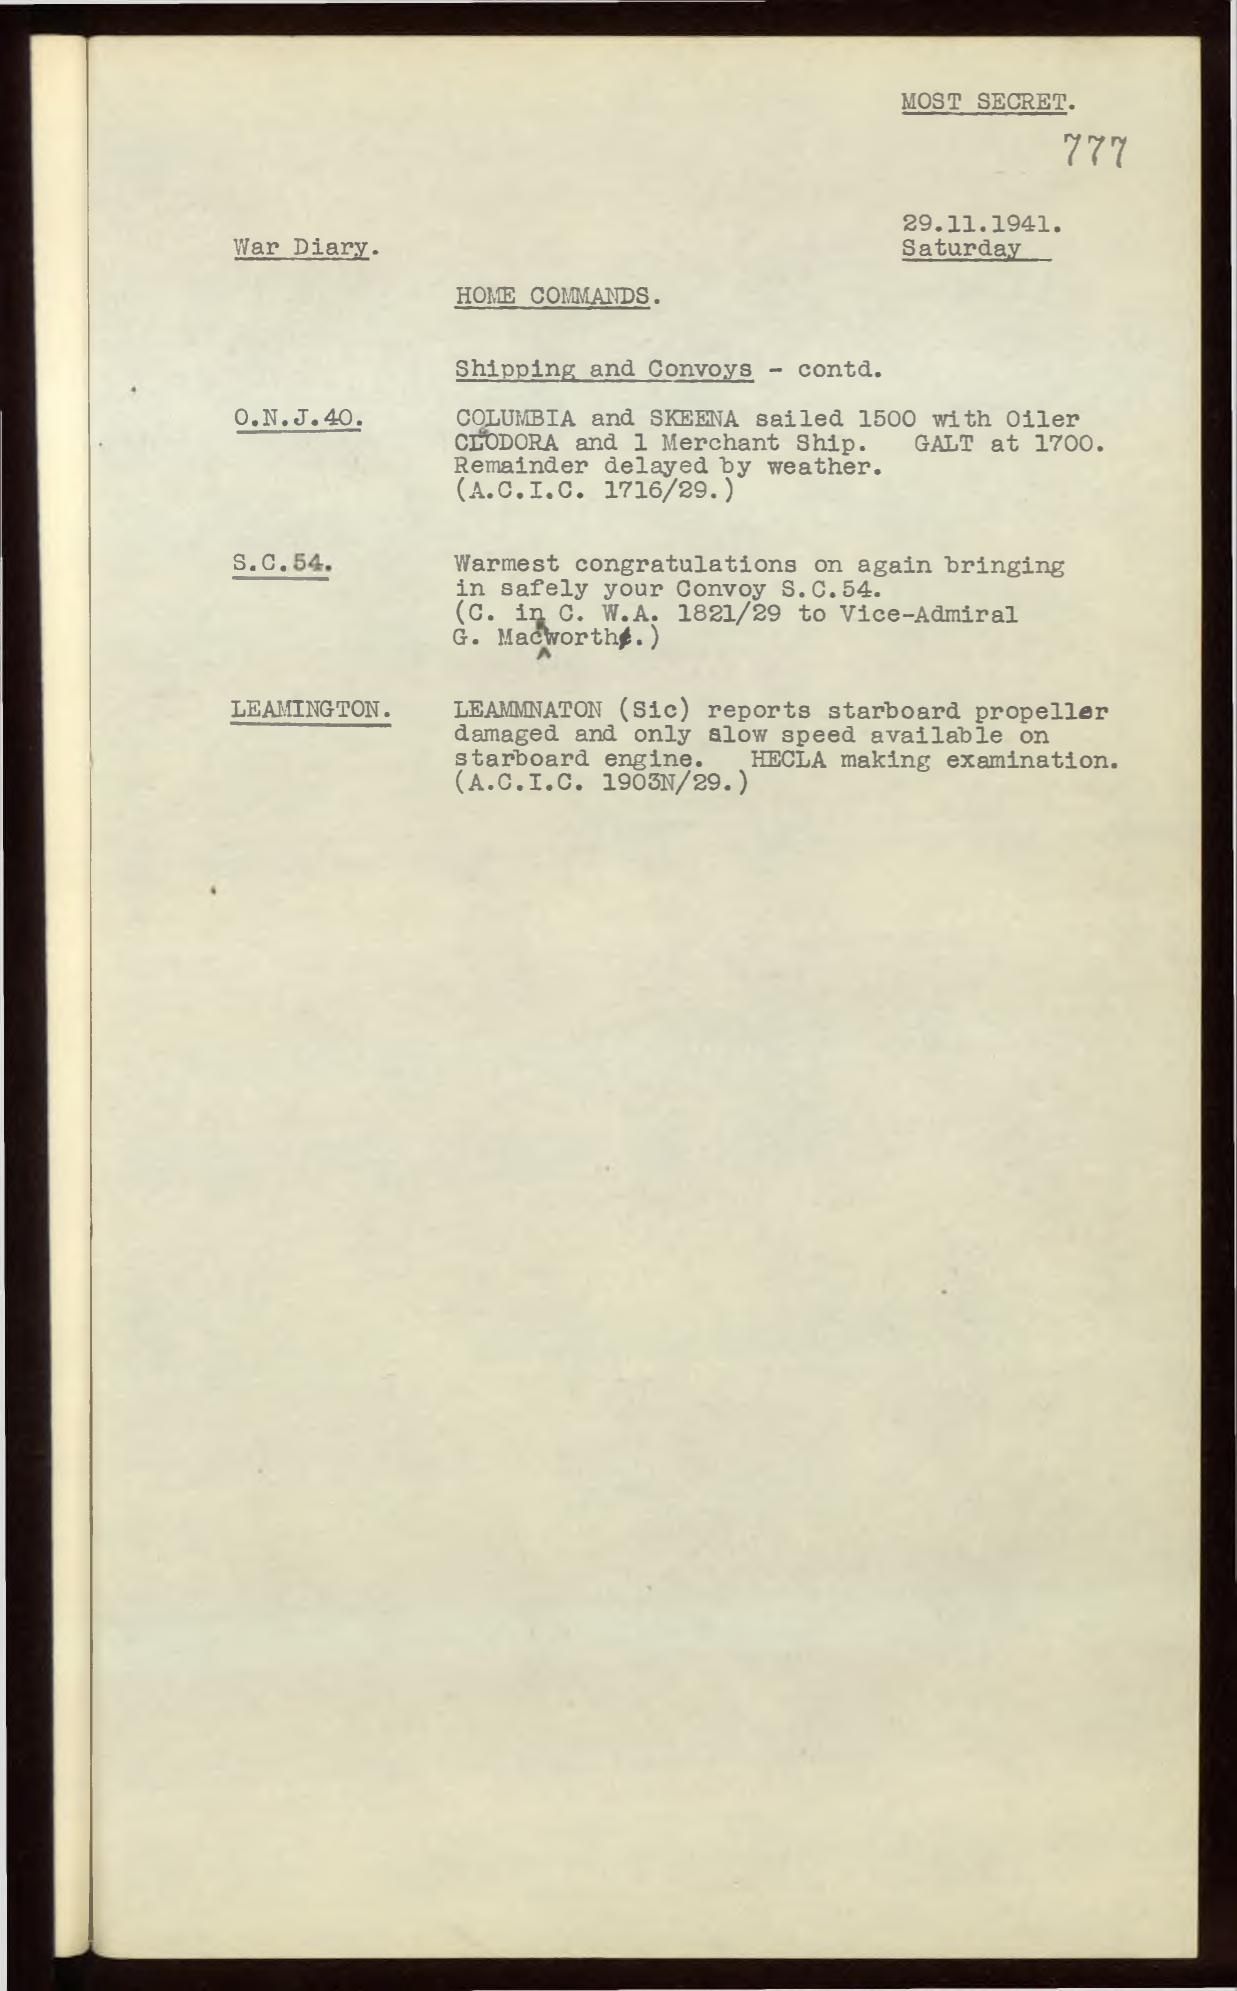 MOST SECRET.
777
29.11.1941.
War Diary.
Saturday
HOME COMMANDS.
Shipping and Convoys - contd.
O.N.J.40. COLUMBIA and SKEENA sailed 1500 with Oiler
CLODORA and 1 Merchant Ship. GALT at 1700.
Remainder delayed by weather.
(A.C.I.C. 1716/29.)
S.C.54. Warmest congratulations on again bringing
in safely your Convoy S.C.54.
(C. in C. W.A. 1821/29 to Vice-Admiral
G. Mackworth.)
LEAMINGTON. LEAMMNATON (Sic) reports starboard propeller
damaged and only slow speed available on
starboard engine. HECLA making examination.
(A.C.I.C. 1903N/29.)